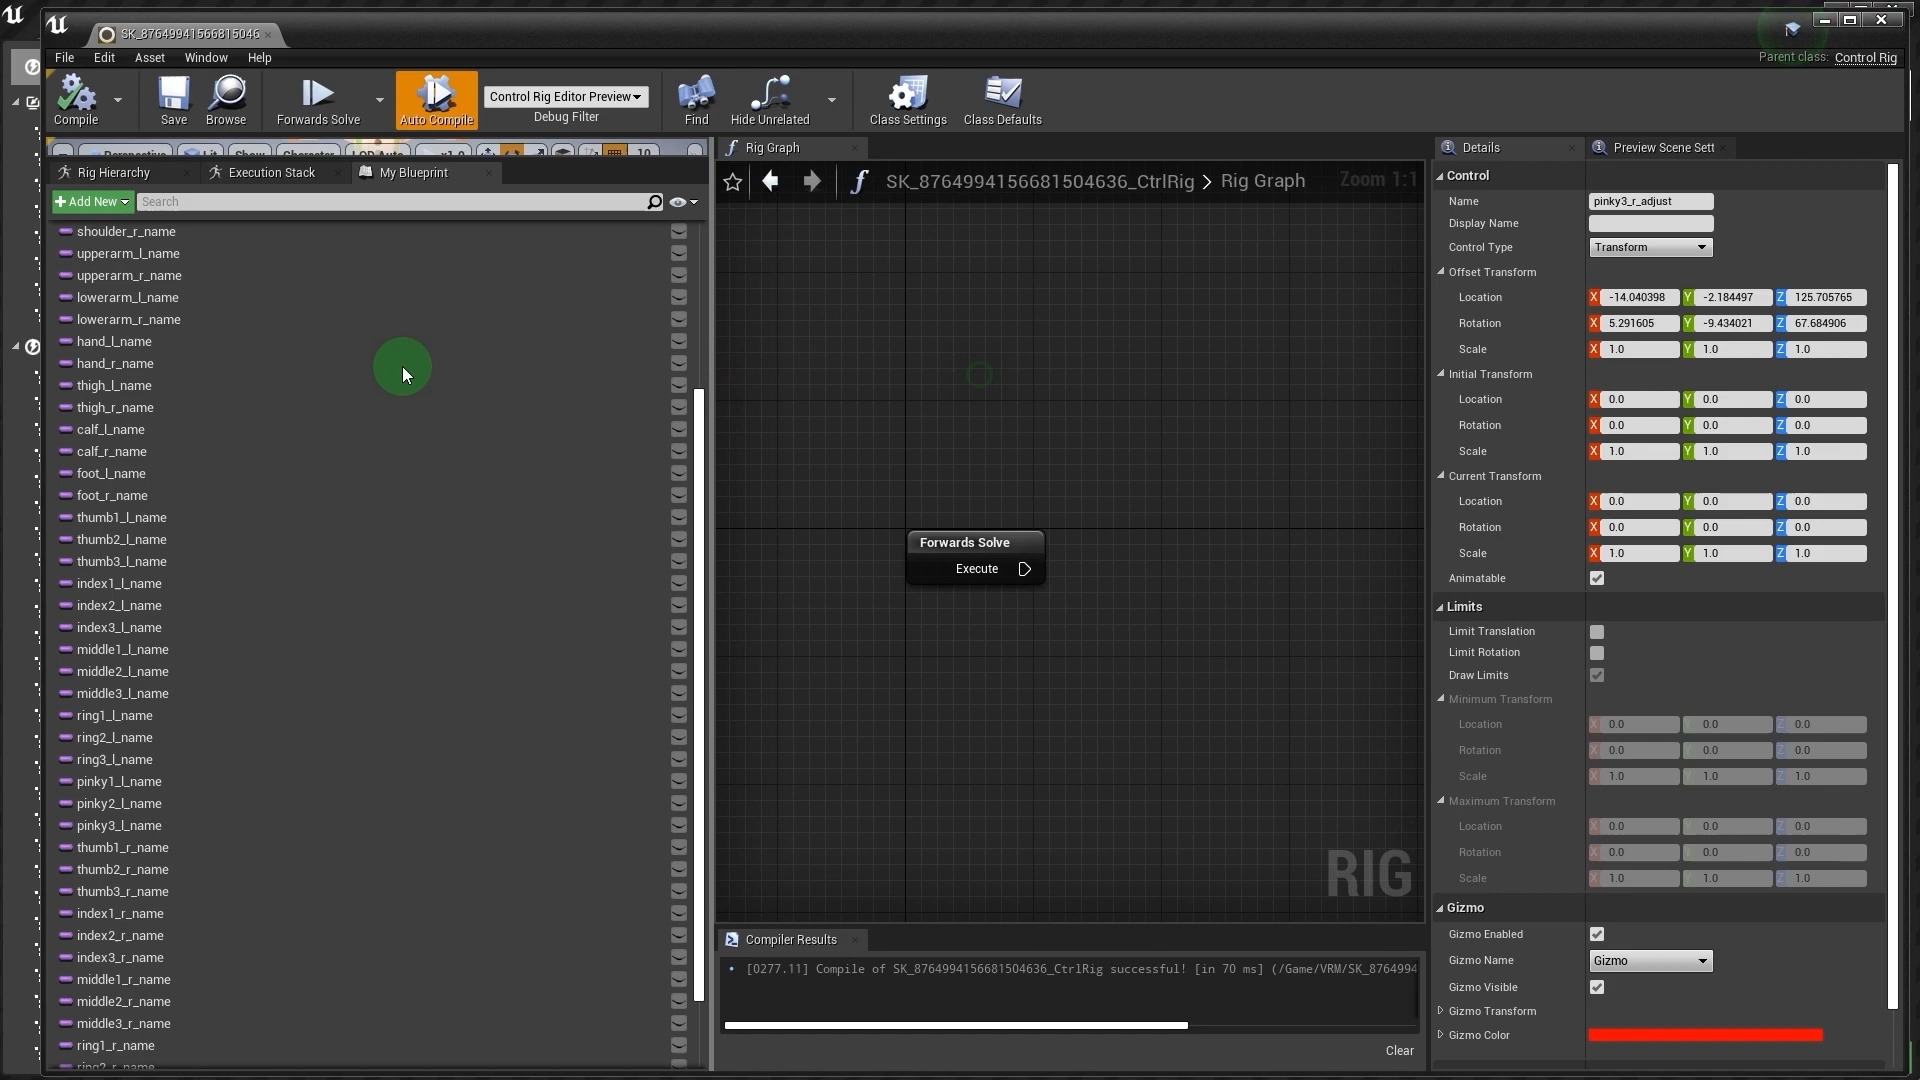 SK_87649941566815046
File Edit Asset Window Help
Parent class: Control Rig
Compile
Save
Browse
Forwards Solve
Auto Compile
Control Rig Editor Preview
Debug Filter
Find
Hide Unrelated
Class Settings
Class Defaults
Perspective Lit Show Character LOD Auto x1.0 10
Rig Hierarchy
Execution Stack
My Blueprint
+ Add New
Search
shoulder_r_name
upperarm_l_name
upperarm_r_name
lowerarm_l_name
lowerarm_r_name
hand_l_name
hand_r_name
thigh_l_name
thigh_r_name
calf_l_name
calf_r_name
foot_l_name
foot_r_name
thumb1_l_name
thumb2_l_name
thumb3_l_name
index1_l_name
index2_l_name
index3_l_name
middle1_l_name
middle2_l_name
middle3_l_name
ring1_l_name
ring2_l_name
ring3_l_name
pinky1_l_name
pinky2_l_name
pinky3_l_name
thumb1_r_name
thumb2_r_name
thumb3_r_name
index1_r_name
index2_r_name
index3_r_name
middle1_r_name
middle2_r_name
middle3_r_name
ring1_r_name
ring2_r_name
Rig Graph
SK_8764994156681504636_CtrlRig > Rig Graph
Zoom 1:1
Forwards Solve
Execute
RIG
Compiler Results
• [0277.11] Compile of SK_8764994156681504636_CtrlRig successful! [in 70 ms] (/Game/VRM/SK_8764994
Clear
Details
Preview Scene Sett
Control
Name pinky3_r_adjust
Display Name
Control Type Transform
Offset Transform
Location X -14.040398 Y -2.184497 Z 125.705765
Rotation X 5.291605 Y -9.434021 Z 67.684906
Scale X 1.0 Y 1.0 Z 1.0
Initial Transform
Location X 0.0 Y 0.0 Z 0.0
Rotation X 0.0 Y 0.0 Z 0.0
Scale X 1.0 Y 1.0 Z 1.0
Current Transform
Location X 0.0 Y 0.0 Z 0.0
Rotation X 0.0 Y 0.0 Z 0.0
Scale X 1.0 Y 1.0 Z 1.0
Animatable
Limits
Limit Translation
Limit Rotation
Draw Limits
Minimum Transform
Location X 0.0 Y 0.0 Z 0.0
Rotation X 0.0 Y 0.0 Z 0.0
Scale X 1.0 Y 1.0 Z 1.0
Maximum Transform
Location X 0.0 Y 0.0 Z 0.0
Rotation X 0.0 Y 0.0 Z 0.0
Scale X 1.0 Y 1.0 Z 1.0
Gizmo
Gizmo Enabled
Gizmo Name Gizmo
Gizmo Visible
Gizmo Transform
Gizmo Color